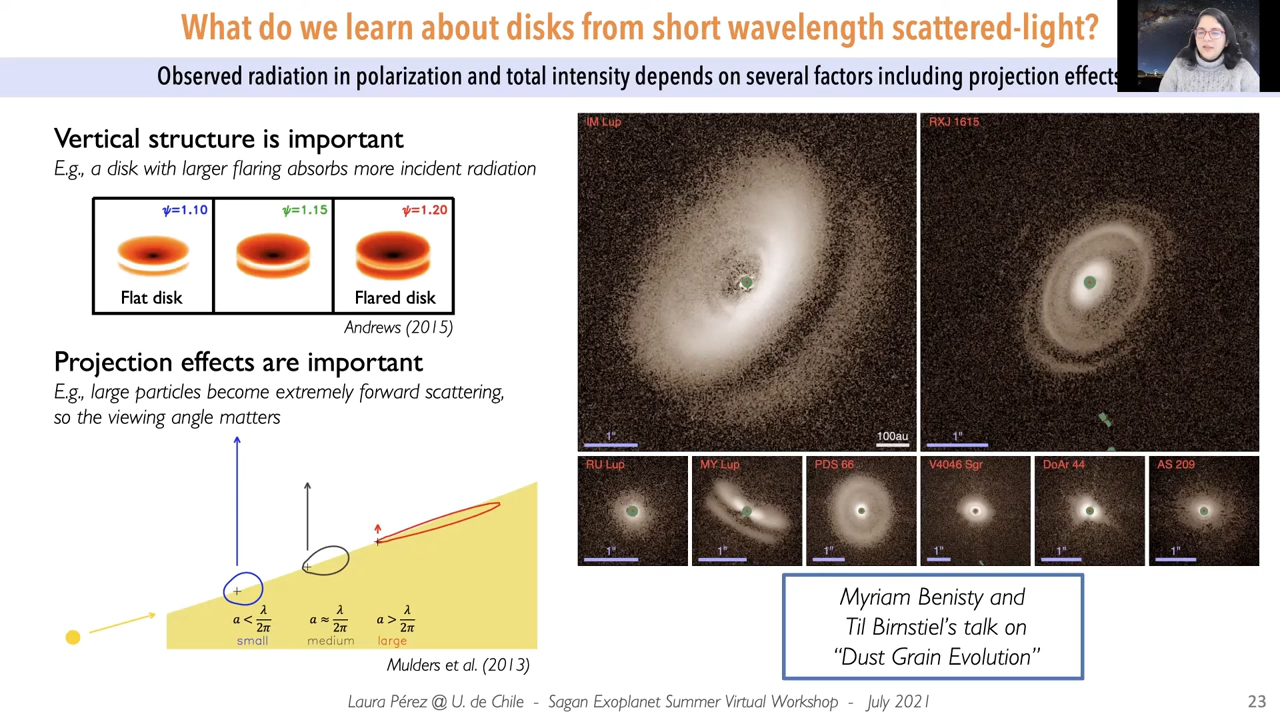 What do we learn about disks from short wavelength scattered-light?
Observed radiation in polarization and total intensity depends on several factors including projection effects
Vertical structure is important
E.g., a disk with larger flaring absorbs more incident radiation
ψ=1.10
ψ=1.15
ψ=1.20
Flat disk
Flared disk
Andrews (2015)
Projection effects are important
E.g., large particles become extremely forward scattering,
so the viewing angle matters
a < λ/2π
a ≈ λ/2π
a > λ/2π
small
medium
large
Mulders et al. (2013)
IM Lup
1"
100au
RXJ 1615
1"
RU Lup
1"
MY Lup
1"
PDS 66
1"
V4046 Sgr
1"
DoAr 44
1"
AS 209
1"
Myriam Benisty and
Til Birnstiel's talk on
"Dust Grain Evolution"
Laura Pérez @ U. de Chile - Sagan Exoplanet Summer Virtual Workshop - July 2021
23